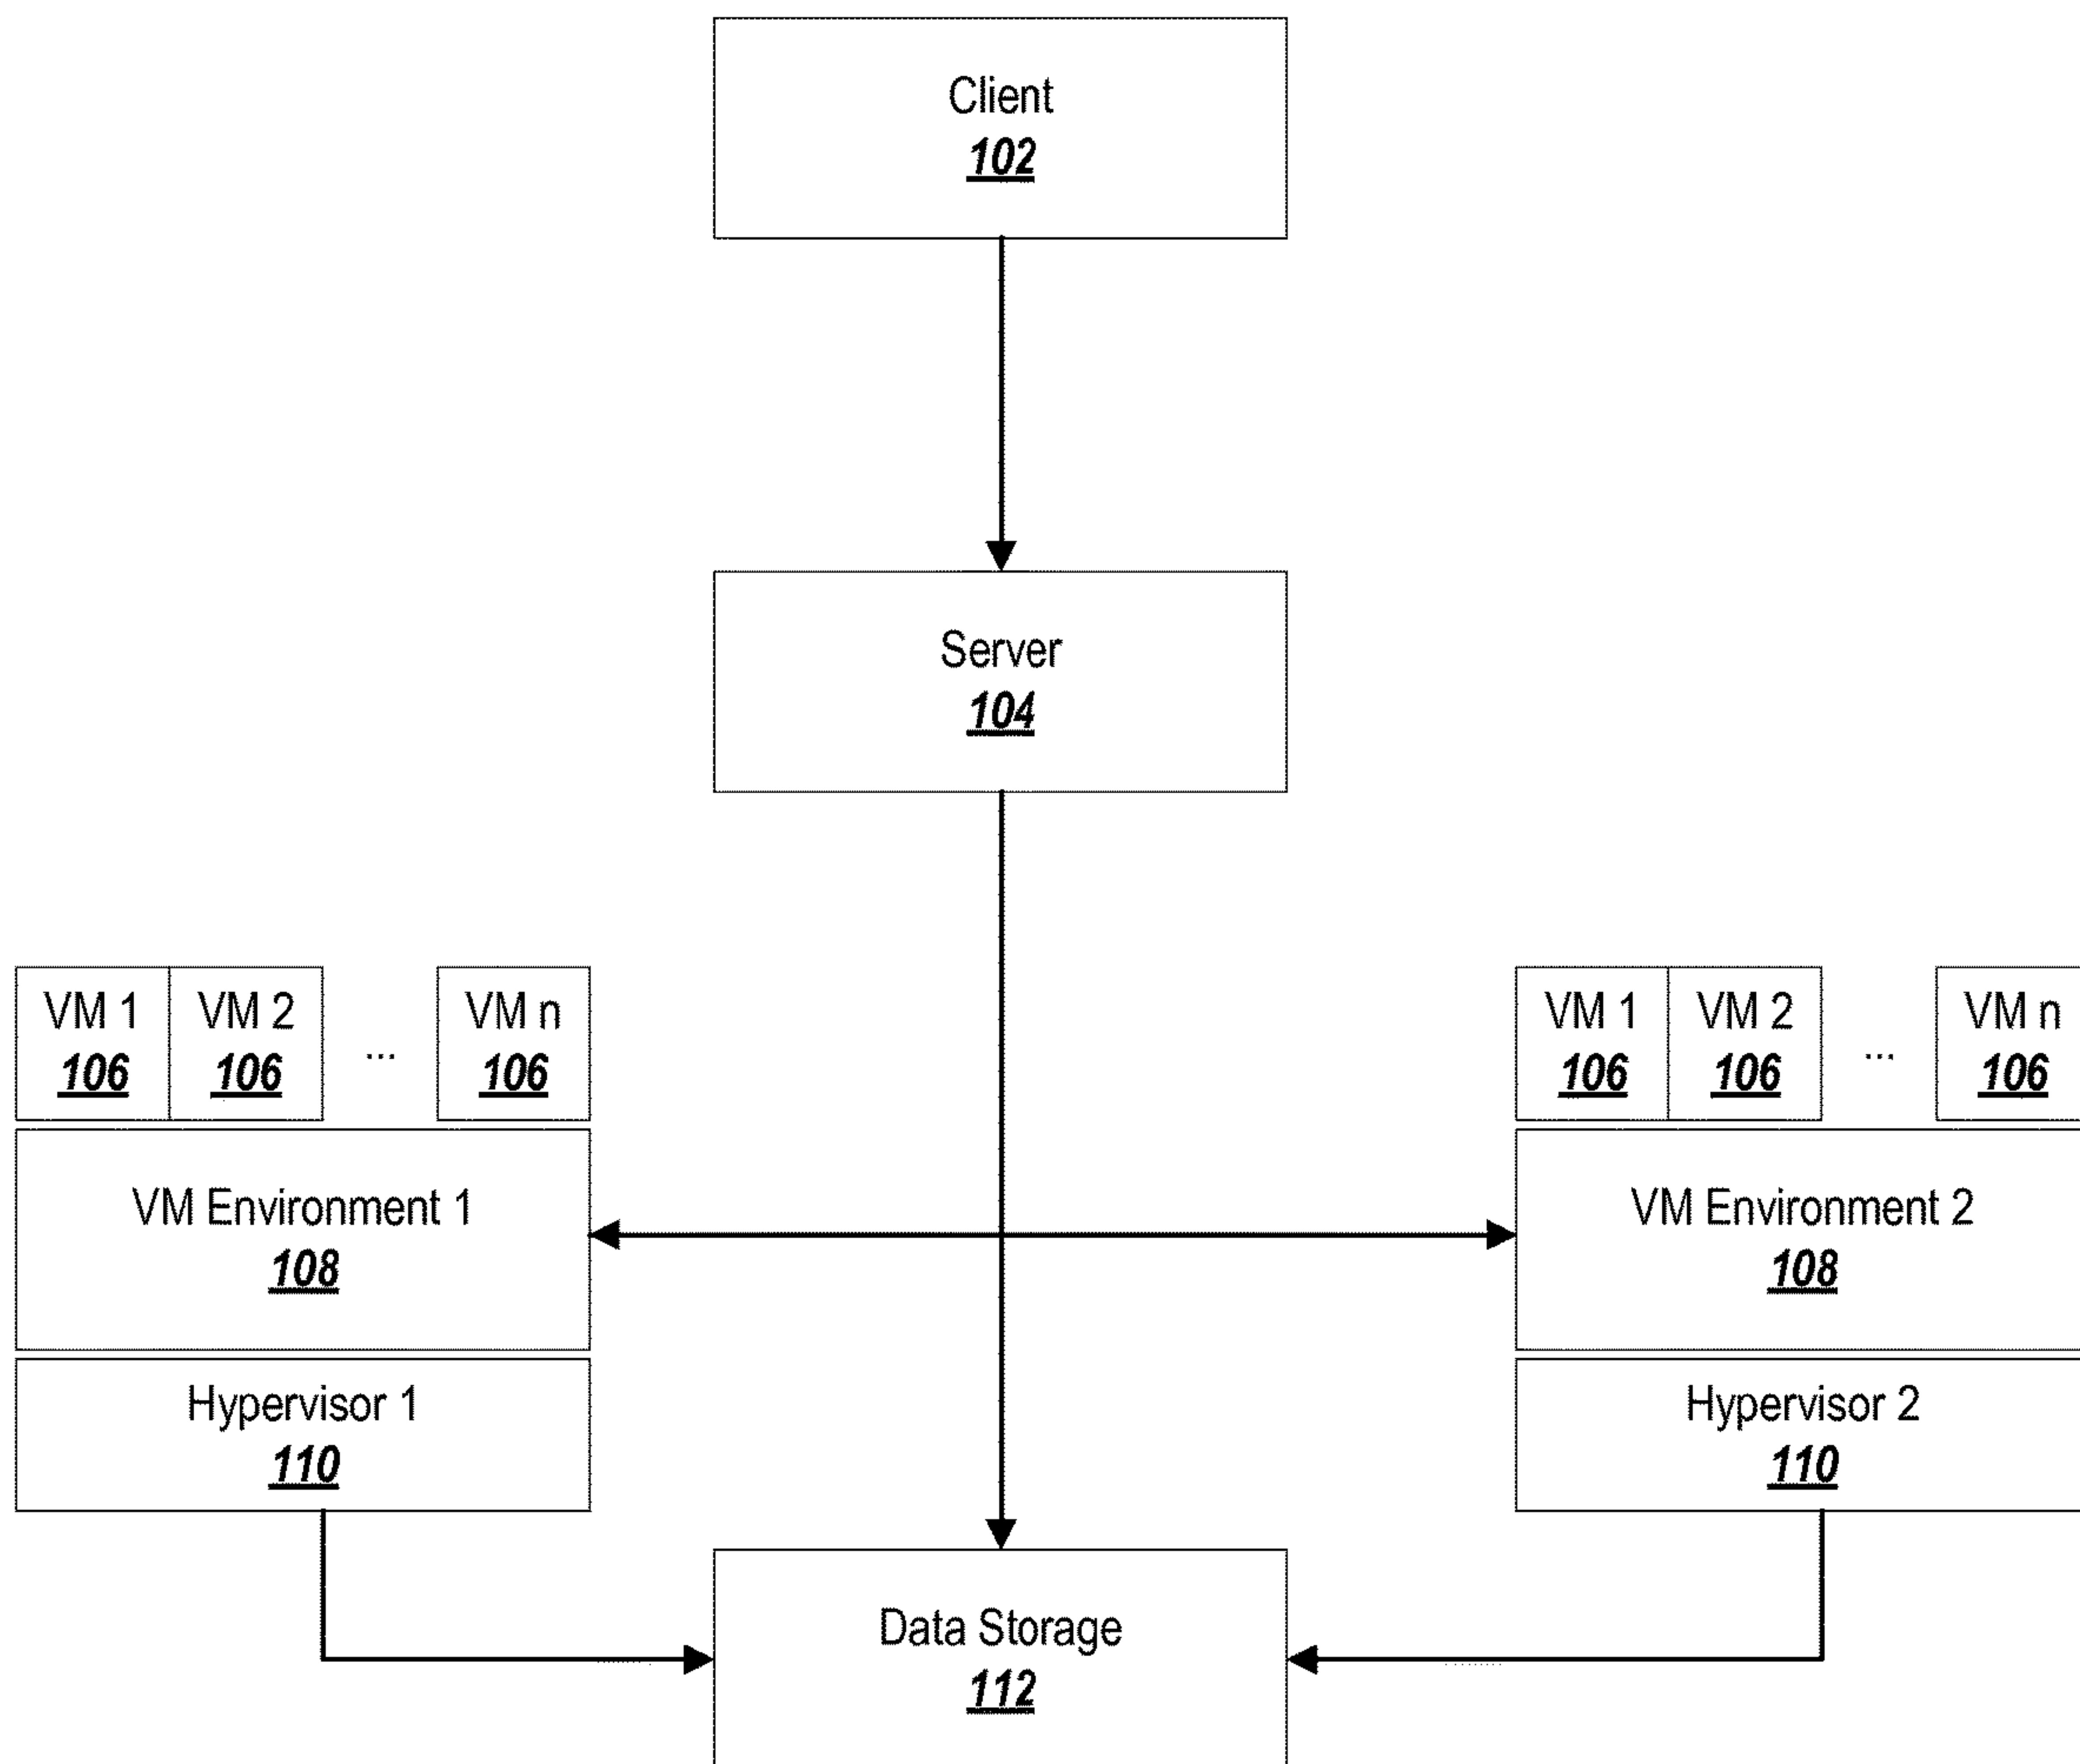 Client
102
Server
104
VM 1 VM 2 ... VM n
106 106 106
VM 1 VM 2 ... VM n
106 106 106
VM Environment 1
108
VM Environment 2
108
Hypervisor 1
110
Hypervisor 2
110
Data Storage
112